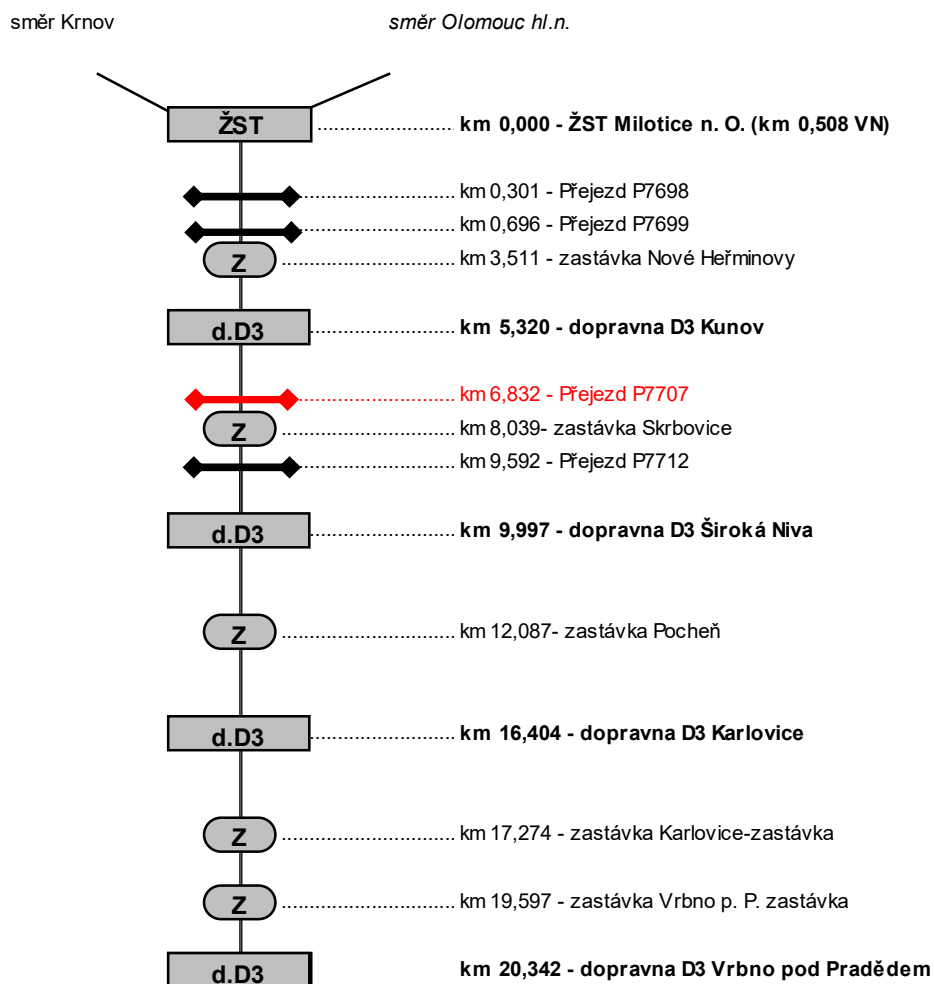 směr Krnov směr Olomouc hl.n.
ŽST km 0,000 - ŽST Milotice n. O. (km 0,508 VN)
km 0,301 - Přejezd P7698
km 0,696 - Přejezd P7699
Z km 3,511 - zastávka Nové Heřminovy
d.D3 km 5,320 - dopravna D3 Kunov
km 6,832 - Přejezd P7707
Z km 8,039- zastávka Skrbovice
km 9,592 - Přejezd P7712
d.D3 km 9,997 - dopravna D3 Široká Niva
Z km 12,087- zastávka Pocheň
d.D3 km 16,404 - dopravna D3 Karlovice
Z km 17,274 - zastávka Karlovice-zastávka
Z km 19,597 - zastávka Vrbno p. P. zastávka
d.D3 km 20,342 - dopravna D3 Vrbno pod Pradědem